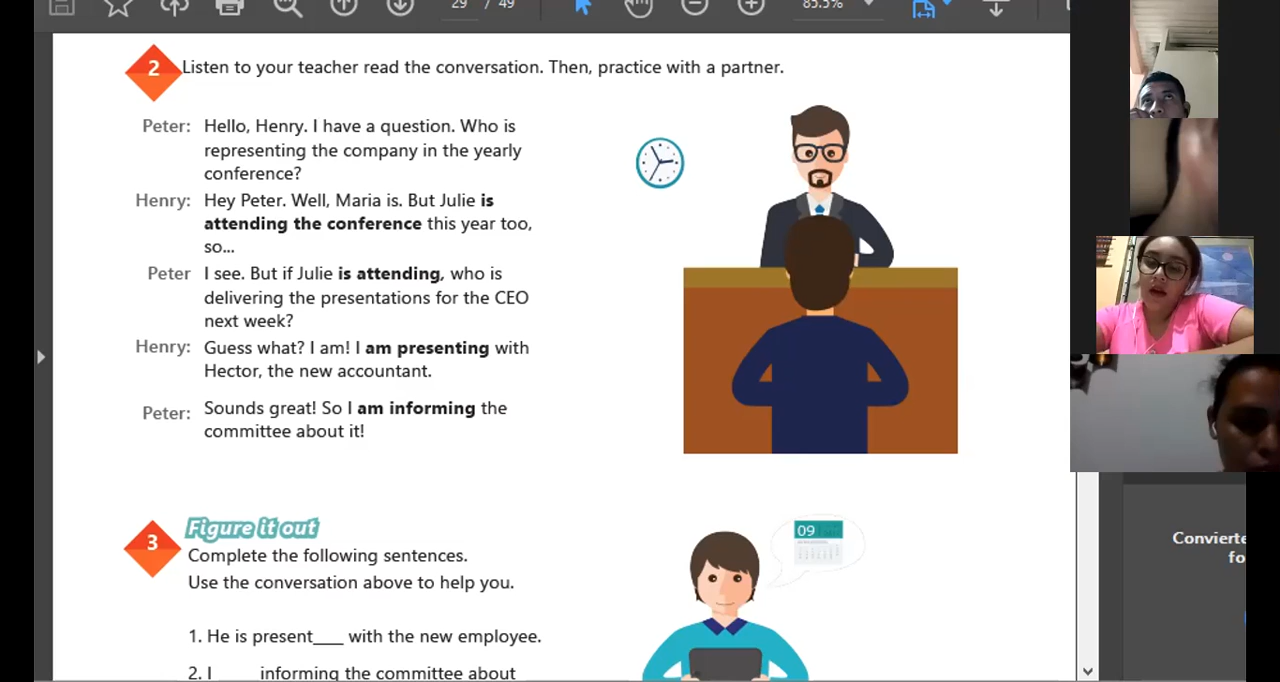 29 / 49
85.5%
2 Listen to your teacher read the conversation. Then, practice with a partner.
Peter: Hello, Henry. I have a question. Who is
representing the company in the yearly
conference?
Henry: Hey Peter. Well, Maria is. But Julie is
attending the conference this year too,
so...
Peter I see. But if Julie is attending, who is
delivering the presentations for the CEO
next week?
Henry: Guess what? I am! I am presenting with
Hector, the new accountant.
Peter: Sounds great! So I am informing the
committee about it!
3 Figure it out
09
Complete the following sentences.
Use the conversation above to help you.
1. He is present___ with the new employee.
2. I ___ informing the committee about
Convierte
fo